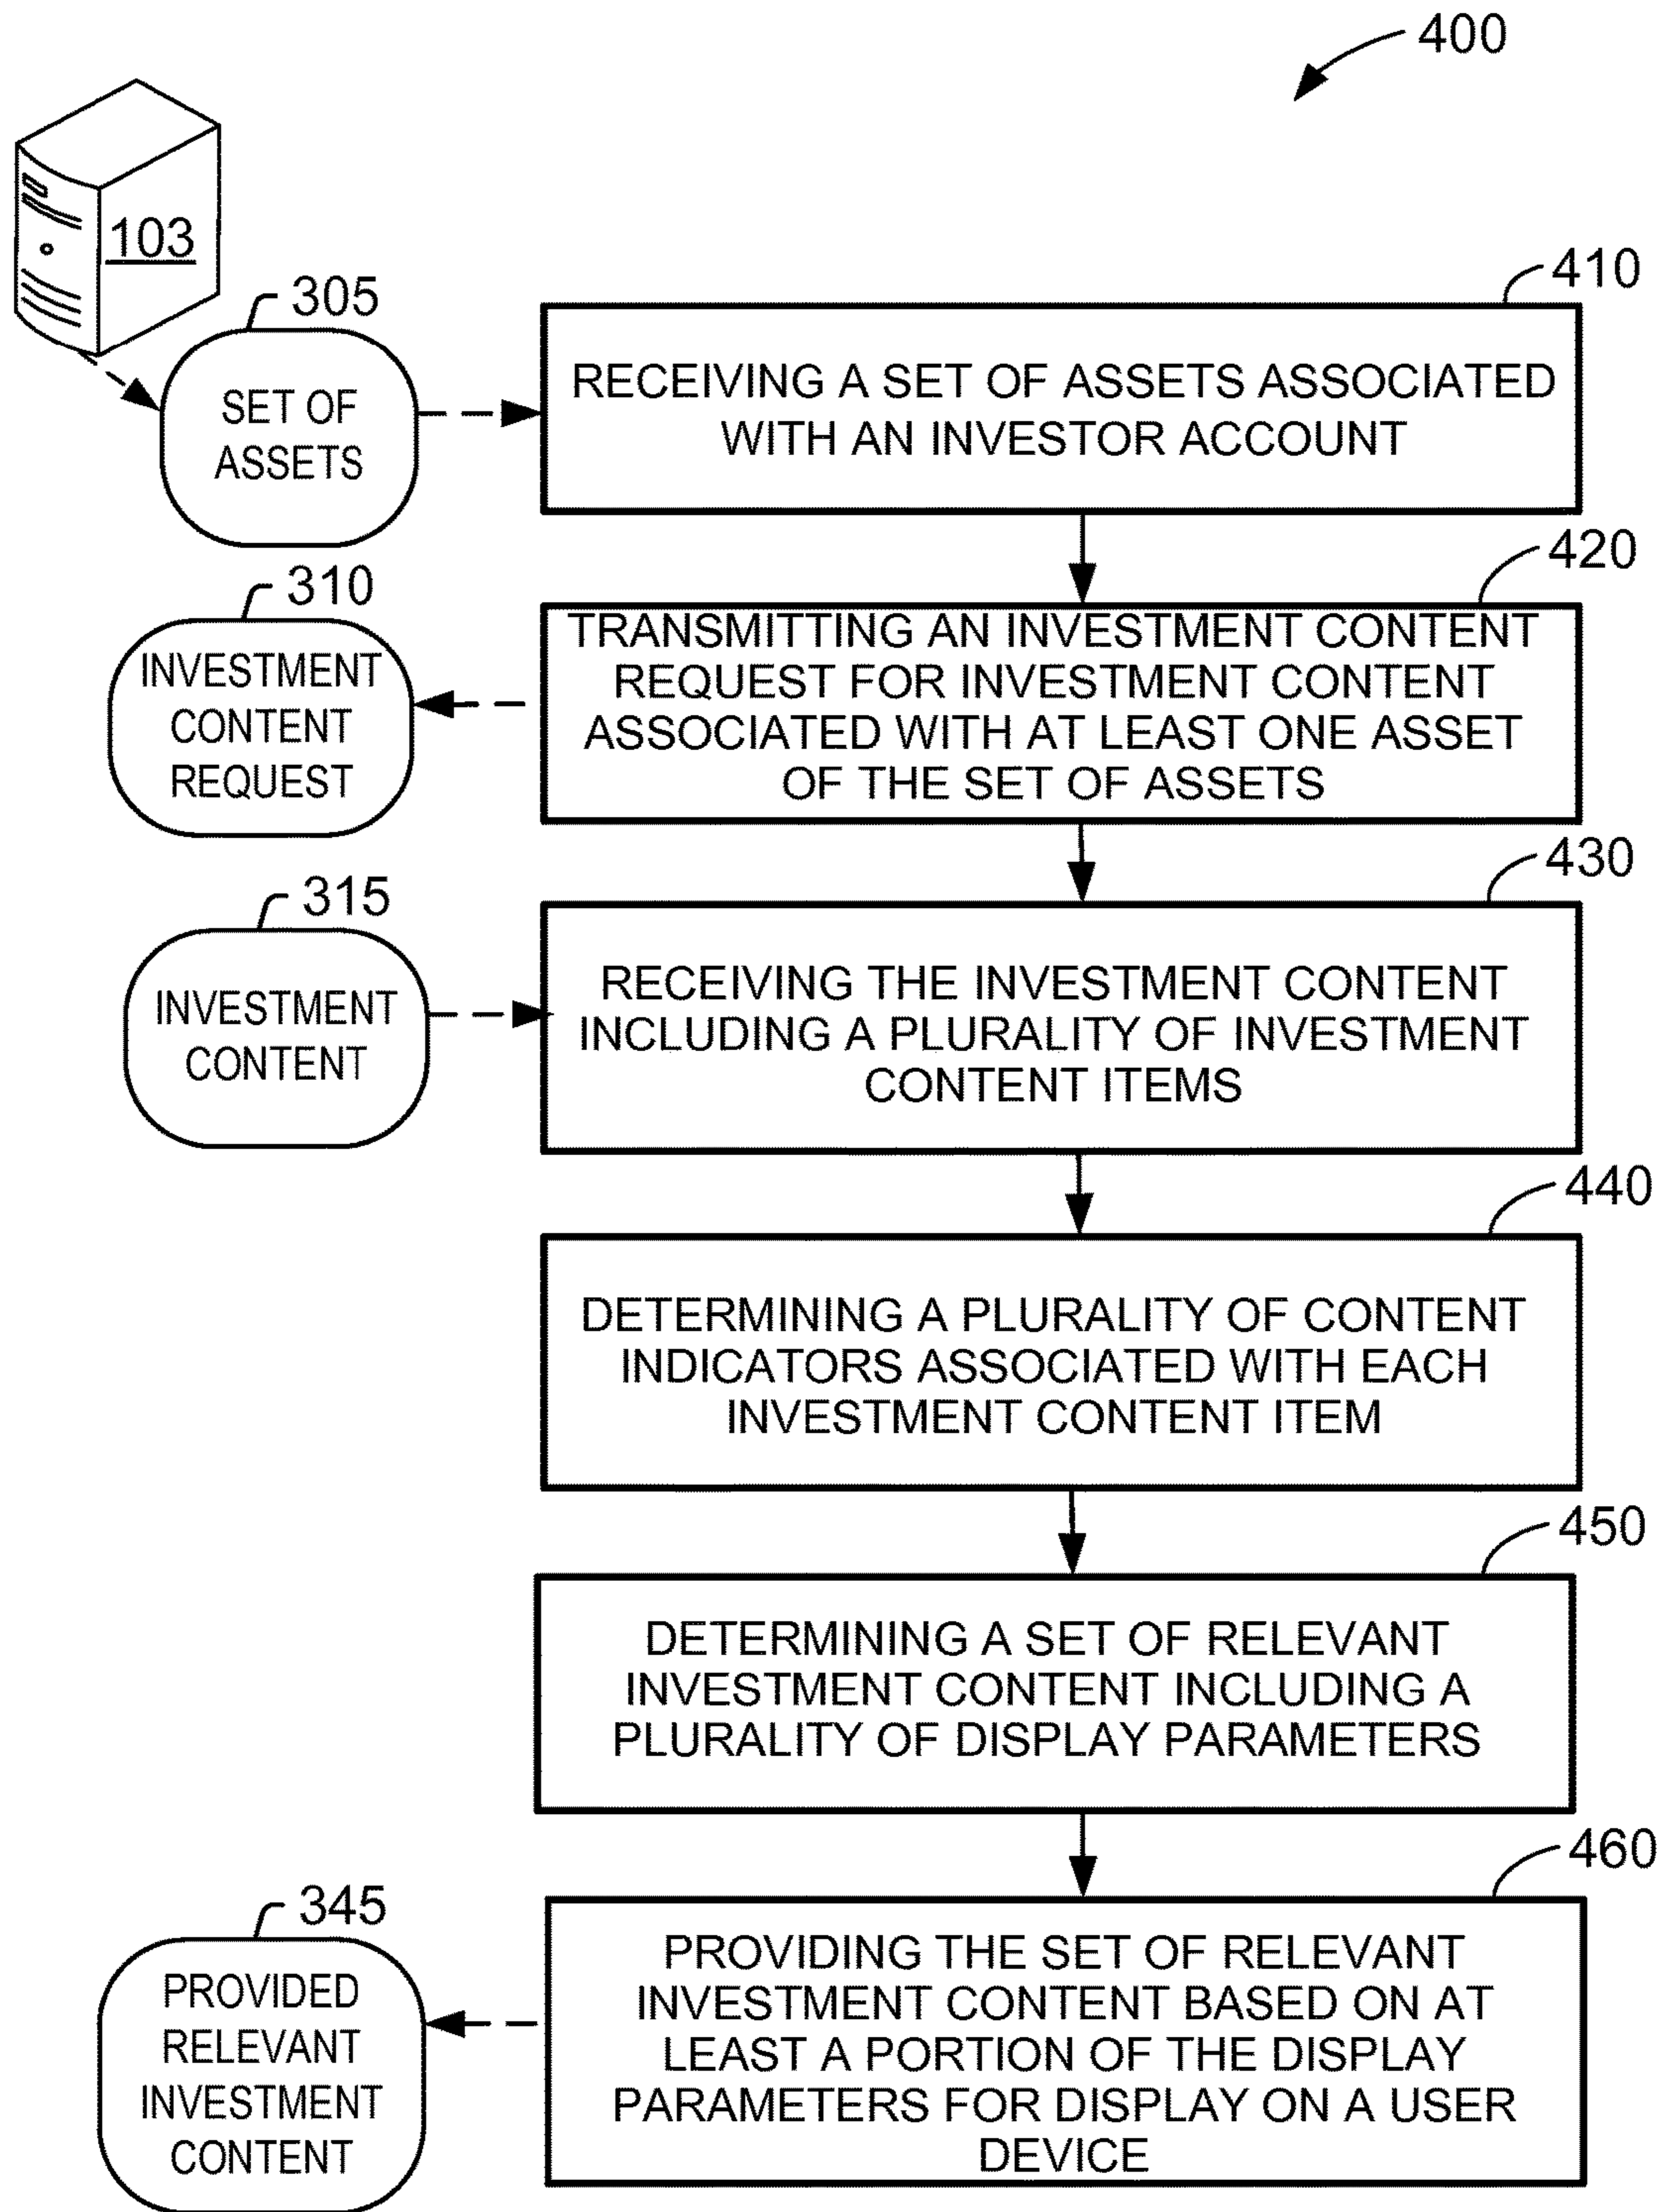 400
103
305
SET OF
ASSETS
410
RECEIVING A SET OF ASSETS ASSOCIATED
WITH AN INVESTOR ACCOUNT
310
INVESTMENT
CONTENT
REQUEST
420
TRANSMITTING AN INVESTMENT CONTENT
REQUEST FOR INVESTMENT CONTENT
ASSOCIATED WITH AT LEAST ONE ASSET
OF THE SET OF ASSETS
315
INVESTMENT
CONTENT
430
RECEIVING THE INVESTMENT CONTENT
INCLUDING A PLURALITY OF INVESTMENT
CONTENT ITEMS
440
DETERMINING A PLURALITY OF CONTENT
INDICATORS ASSOCIATED WITH EACH
INVESTMENT CONTENT ITEM
450
DETERMINING A SET OF RELEVANT
INVESTMENT CONTENT INCLUDING A
PLURALITY OF DISPLAY PARAMETERS
345
PROVIDED
RELEVANT
INVESTMENT
CONTENT
460
PROVIDING THE SET OF RELEVANT
INVESTMENT CONTENT BASED ON AT
LEAST A PORTION OF THE DISPLAY
PARAMETERS FOR DISPLAY ON A USER
DEVICE